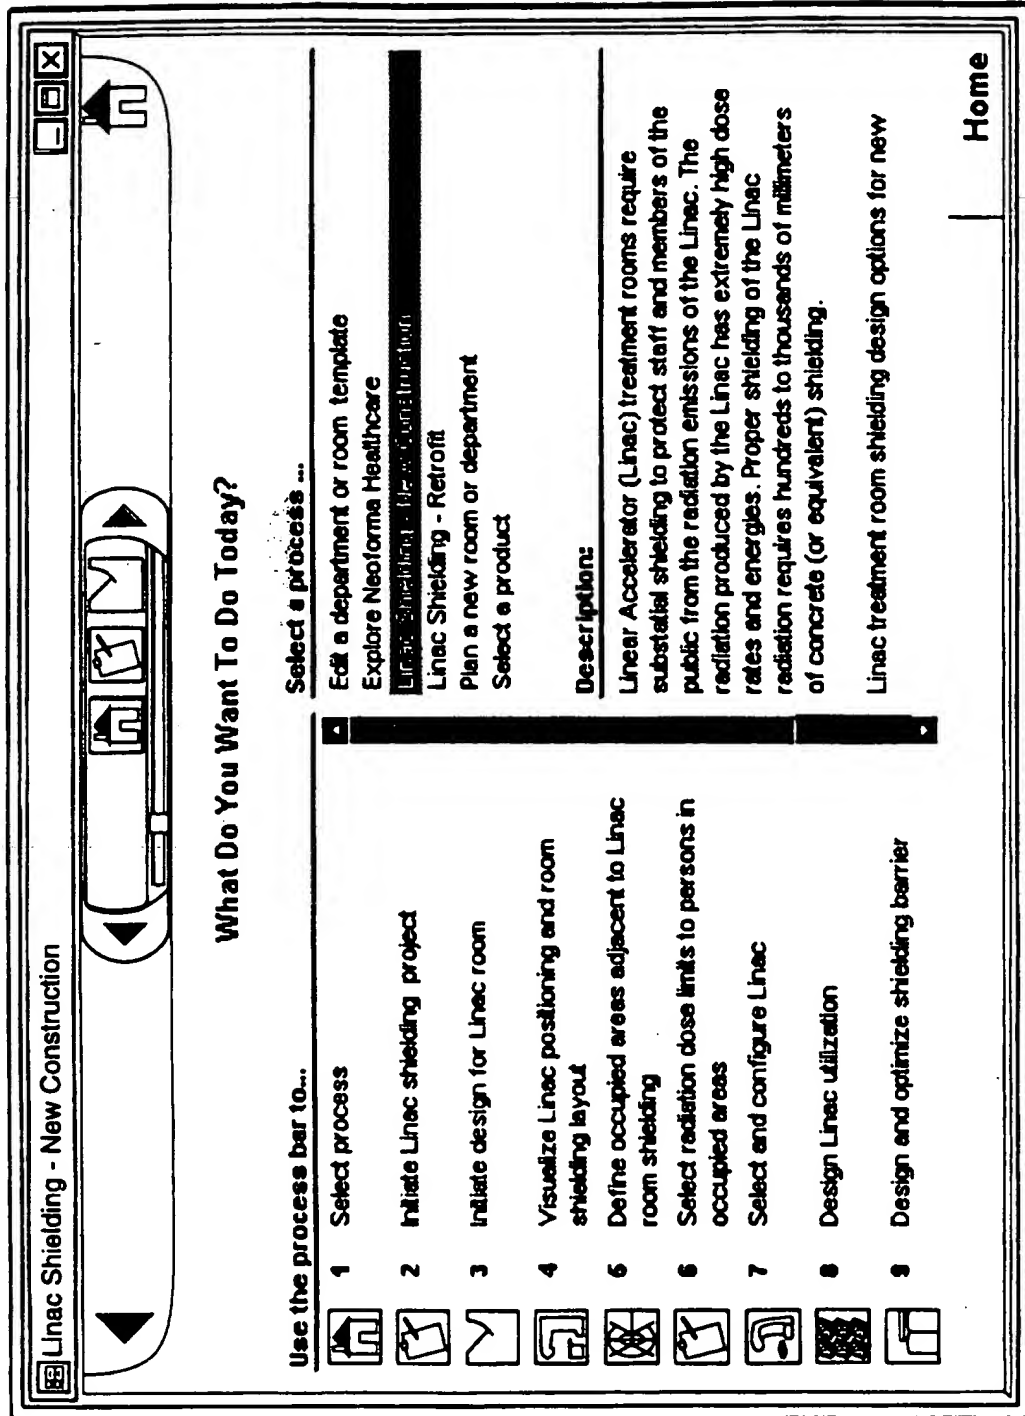 Linac Shielding - New Construction
What Do You Want To Do Today?
Use the process bar to...
1 Select process
2 Initiate Linac shielding project
3 Initiate design for Linac room
4 Visualize Linac positioning and room
shielding layout
5 Define occupied areas adjacent to Linac
room shielding
6 Select radiation dose limits to persons in
occupied areas
7 Select and configure Linac
8 Design Linac utilization
9 Design and optimize shielding barrier
Select a process ...
Edit a department or room template
Explore Neoforma Healthcare
Linac Shielding - New Construction
Linac Shielding - Retrofit
Plan a new room or department
Select a product
Description:
Linear Accelerator (Linac) treatment rooms require
substatial shielding to protect staff and members of the
public from the radiation emissions of the Linac. The
radiation produced by the Linac has extremely high dose
rates and energies. Proper shielding of the Linac
radiation requires hundreds to thousands of millimeters
of concrete (or equivalent) shielding.
Linac treatment room shielding design options for new
Home